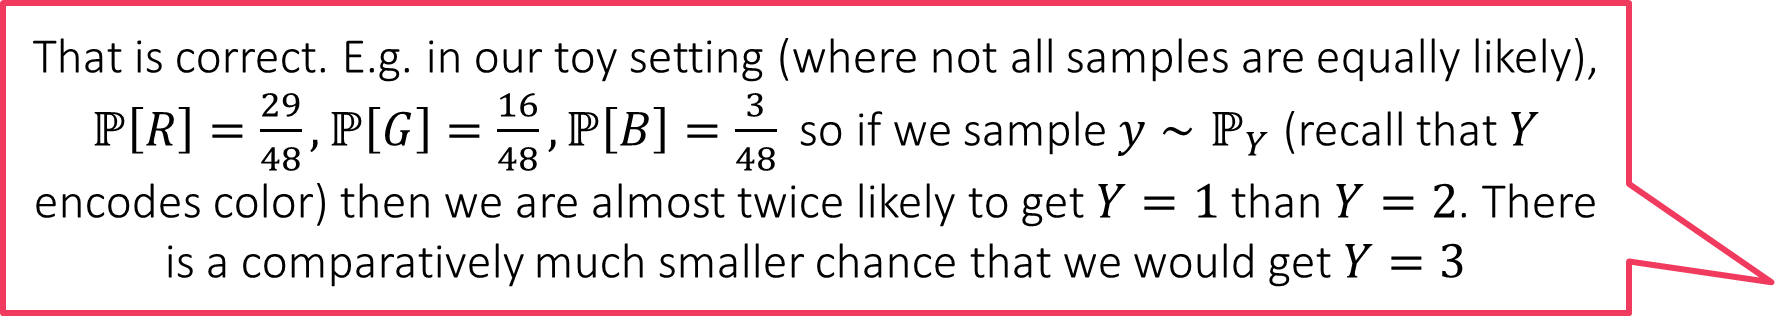 That is correct. E.g. in our toy setting (where not all samples are equally likely),
ℙ[R] = 29/48, ℙ[G] = 16/48, ℙ[B] = 3/48 so if we sample y ~ ℙ_Y (recall that Y
encodes color) then we are almost twice likely to get Y = 1 than Y = 2. There
is a comparatively much smaller chance that we would get Y = 3